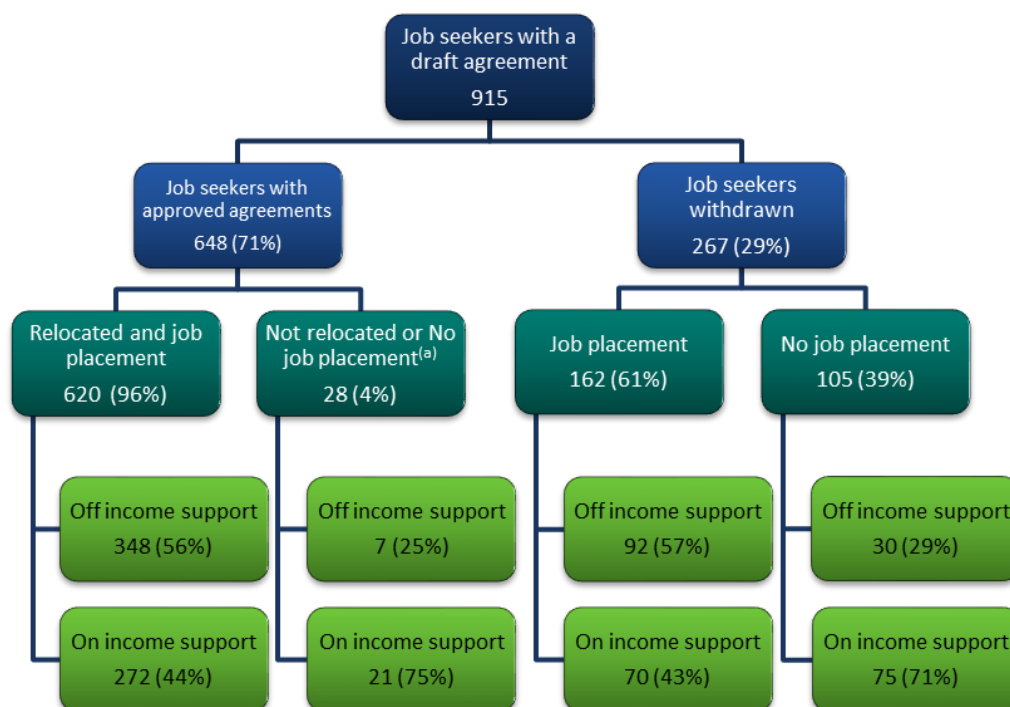 Job seekers with a
draft agreement
915
Job seekers with
approved agreements
648 (71%)
Job seekers
withdrawn
267 (29%)
Relocated and job
placement
620 (96%)
Not relocated or No
job placement(a)
28 (4%)
Job placement
162 (61%)
No job placement
105 (39%)
Off income support
348 (56%)
Off income support
7 (25%)
Off income support
92 (57%)
Off income support
30 (29%)
On income support
272 (44%)
On income support
21 (75%)
On income support
70 (43%)
On income support
75 (71%)